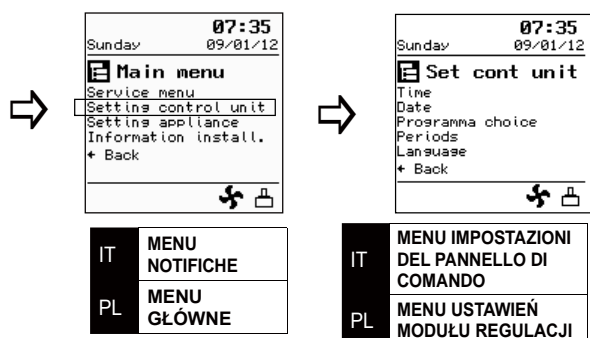 07:35
Sunday 09/01/12
Main menu
Service menu
Setting control unit
Setting appliance
Information install.
← Back
IT MENU NOTIFICHE
PL MENU GŁÓWNE
07:35
Sunday 09/01/12
Set cont unit
Time
Date
Programma choice
Periods
Language
← Back
IT MENU IMPOSTAZIONI
DEL PANNELLO DI
COMANDO
PL MENU USTAWIEŃ
MODUŁU REGULACJI